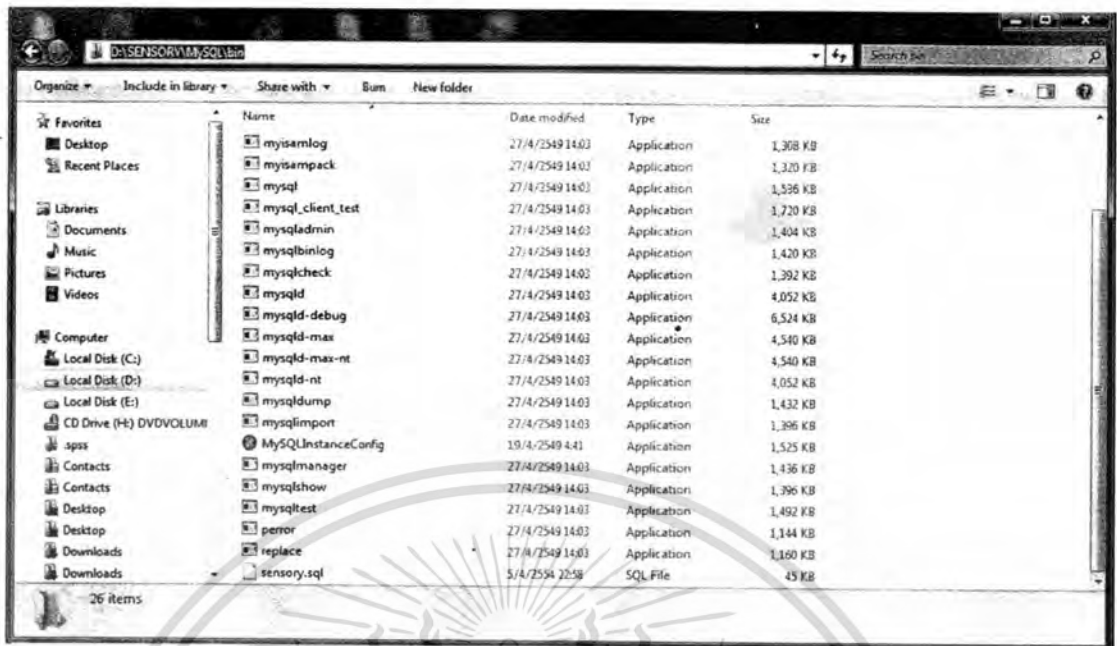 D:\SENSORY\MySQL\bin
Search bin
Organize Include in library Share with Burn New folder
Favorites
Desktop
Recent Places
Libraries
Documents
Music
Pictures
Videos
Computer
Local Disk (C:)
Local Disk (D:)
Local Disk (E:)
CD Drive (H:) DVDVOLUM
.spss
Contacts
Contacts
Desktop
Desktop
Downloads
Downloads
Name Date modified Type Size
myisamlog 27/4/2549 14:03 Application 1,308 KB
myisampack 27/4/2549 14:03 Application 1,320 KB
mysql 27/4/2549 14:03 Application 1,536 KB
mysql_client_test 27/4/2549 14:03 Application 1,720 KB
mysqladmin 27/4/2549 14:03 Application 1,404 KB
mysqlbinlog 27/4/2549 14:03 Application 1,420 KB
mysqlcheck 27/4/2549 14:03 Application 1,392 KB
mysqld 27/4/2549 14:03 Application 4,052 KB
mysqld-debug 27/4/2549 14:03 Application 6,524 KB
mysqld-max 27/4/2549 14:03 Application 4,540 KB
mysqld-max-nt 27/4/2549 14:03 Application 4,540 KB
mysqld-nt 27/4/2549 14:03 Application 4,052 KB
mysqldump 27/4/2549 14:03 Application 1,432 KB
mysqlimport 27/4/2549 14:03 Application 1,396 KB
MySQLInstanceConfig 19/4/2549 4:41 Application 1,525 KB
mysqlmanager 27/4/2549 14:03 Application 1,436 KB
mysqlshow 27/4/2549 14:03 Application 1,396 KB
mysqltest 27/4/2549 14:03 Application 1,492 KB
perror 27/4/2549 14:03 Application 1,144 KB
replace 27/4/2549 14:03 Application 1,160 KB
sensory.sql 5/4/2554 22:58 SQL File 45 KB
26 items